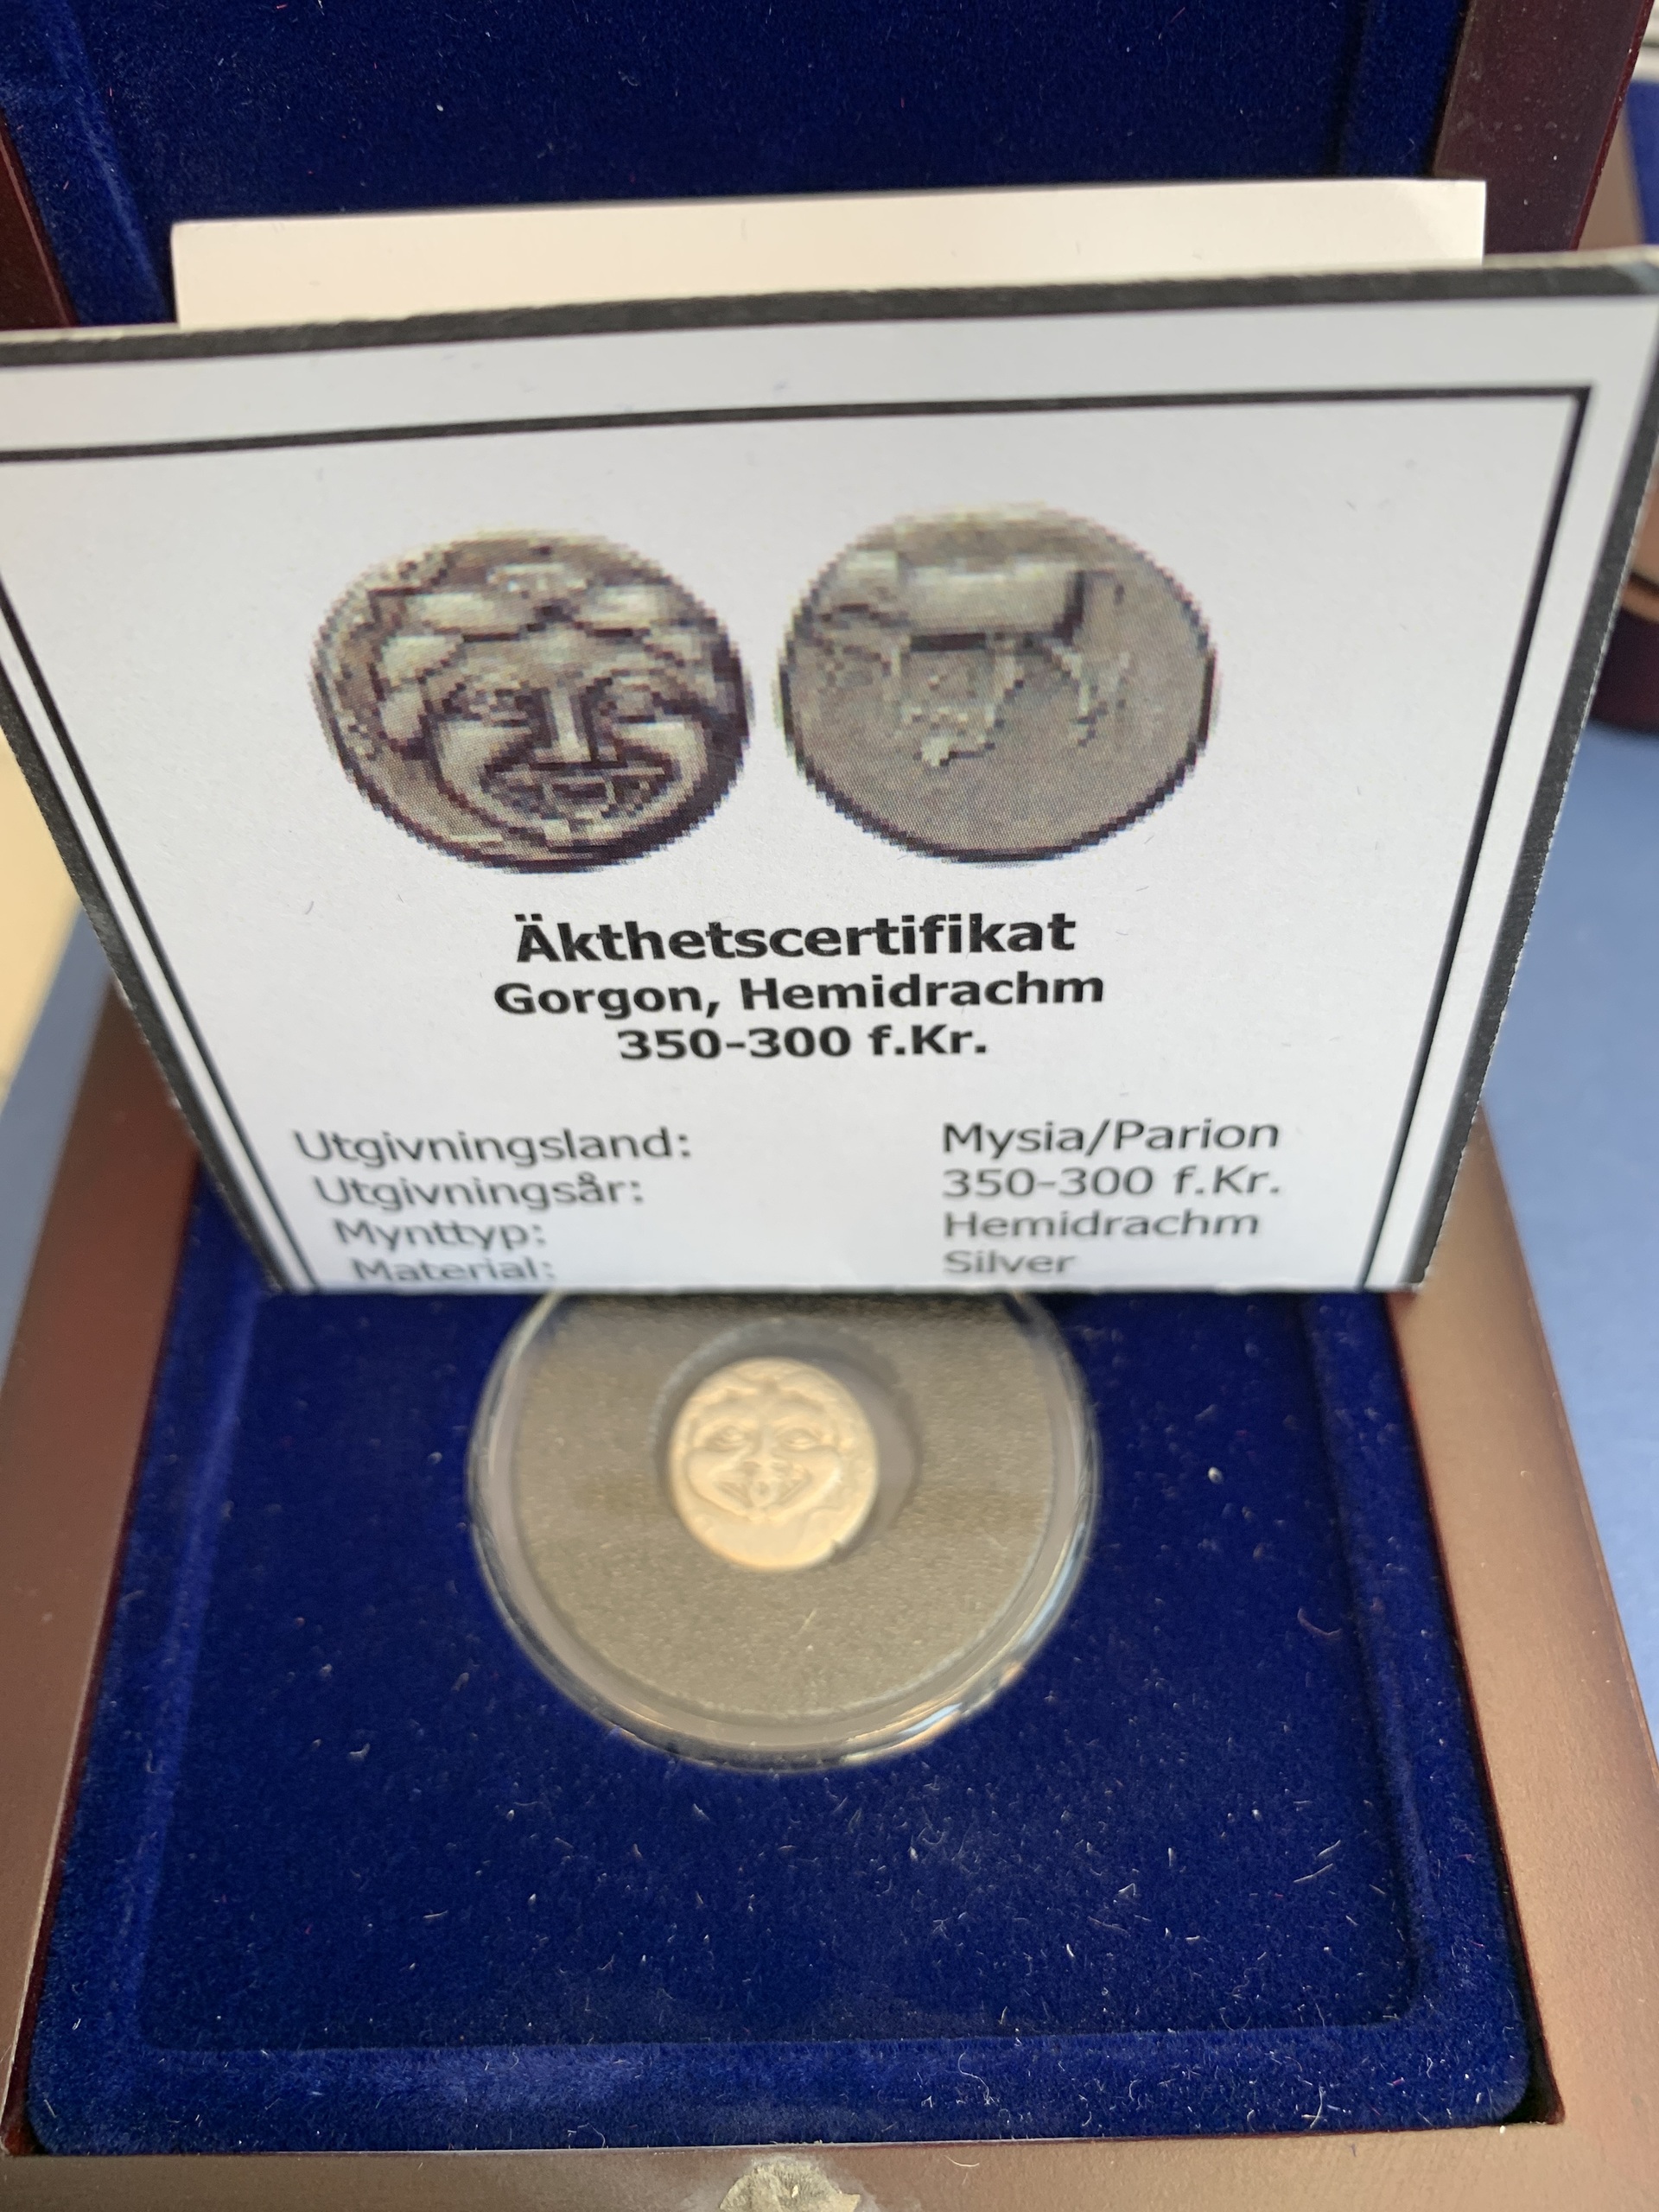 Äkthetscertifikat
Gorgon, Hemidrachm
350-300 f.Kr.
Utgivningsland: Mysia/Parion
Utgivningsår: 350-300 f.Kr.
Mynttyp: Hemidrachm
Material: Silver